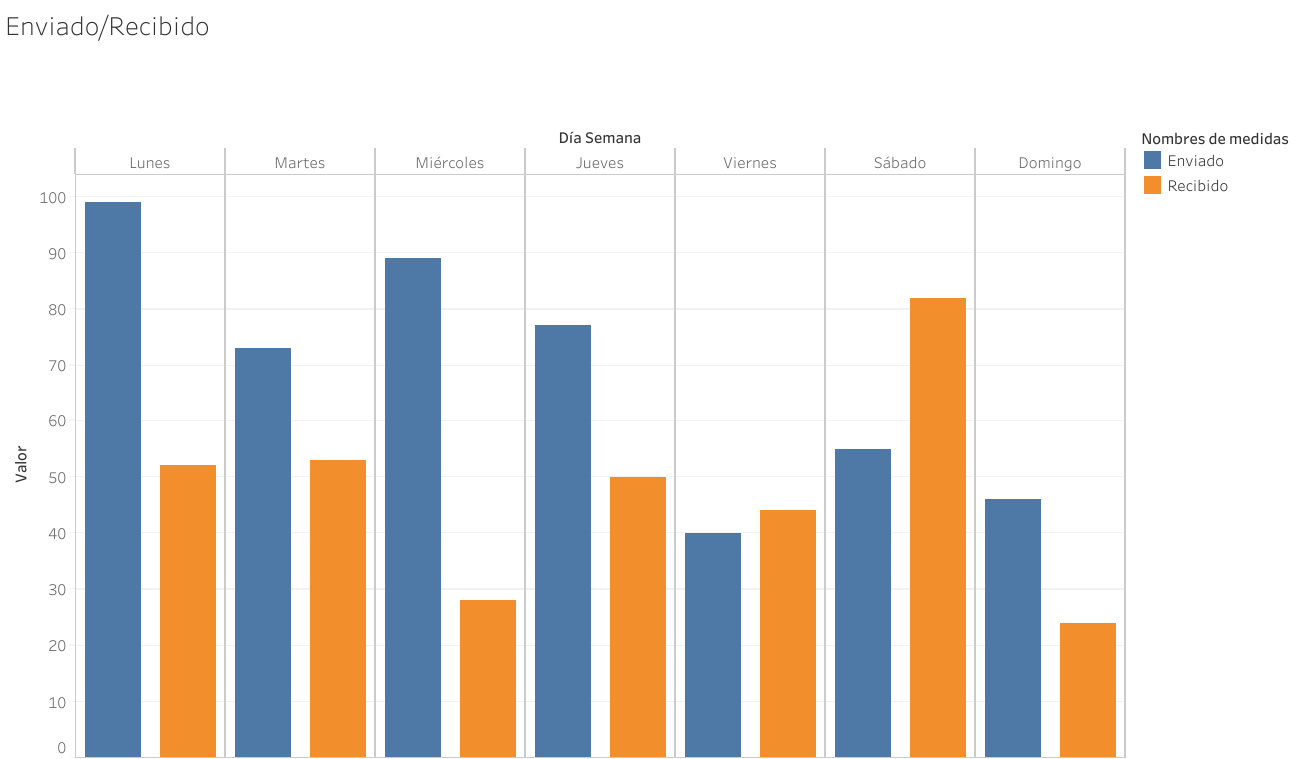 Enviado/Recibido
Día Semana
Lunes Martes Miércoles Jueves Viernes Sábado Domingo
Nombres de medidas
Enviado
Recibido
Valor
100
90
80
70
60
50
40
30
20
10
0